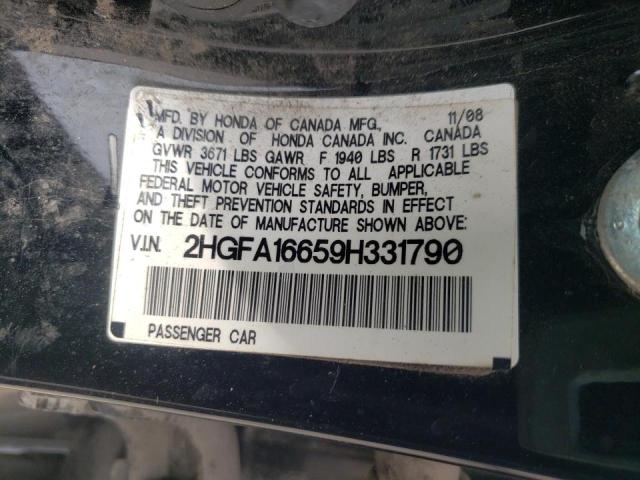 MFD. BY HONDA OF CANADA MFG., 11/08
A DIVISION OF HONDA CANADA INC. CANADA
GVWR 3671 LBS GAWR F 1940 LBS R 1731 LBS
THIS VEHICLE CONFORMS TO ALL APPLICABLE
FEDERAL MOTOR VEHICLE SAFETY, BUMPER,
AND THEFT PREVENTION STANDARDS IN EFFECT
ON THE DATE OF MANUFACTURE SHOWN ABOVE:
V.I.N. 2HGFA16659H331790
PASSENGER CAR